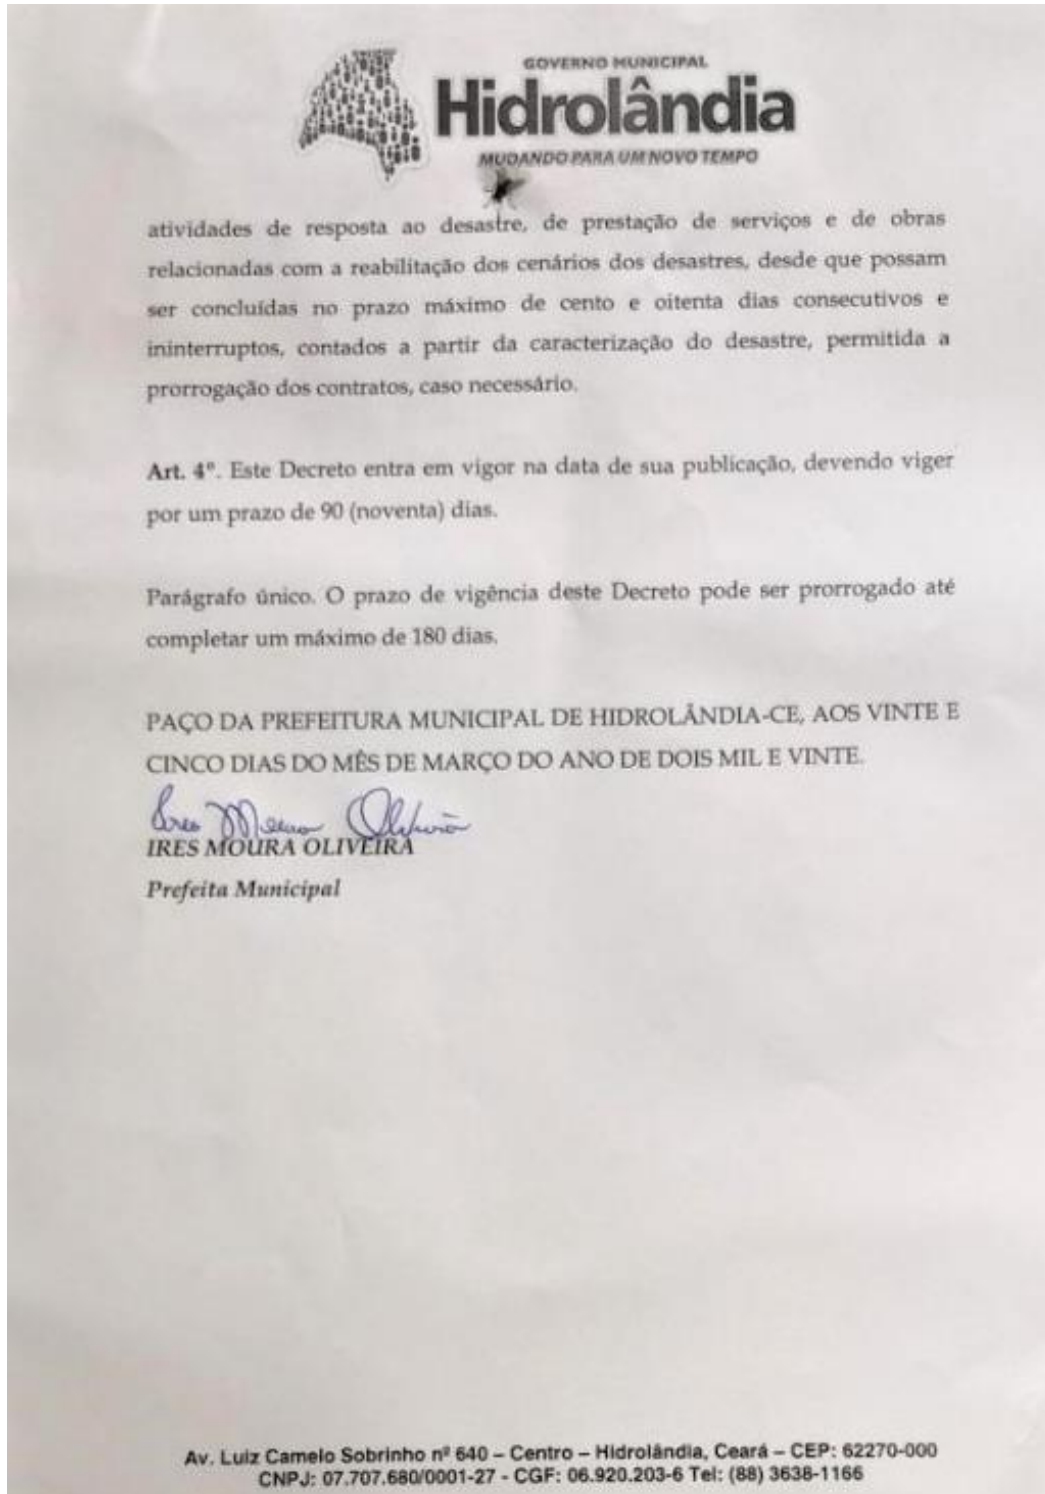 GOVERNO MUNICIPAL
Hidrolândia
MUDANDO PARA UM NOVO TEMPO
atividades de resposta ao desastre, de prestação de serviços e de obras
relacionadas com a reabilitação dos cenários dos desastres, desde que possam
ser concluídas no prazo máximo de cento e oitenta dias consecutivos e
ininterruptos, contados a partir da caracterização do desastre, permitida a
prorrogação dos contratos, caso necessário.
Art. 4º. Este Decreto entra em vigor na data de sua publicação, devendo viger
por um prazo de 90 (noventa) dias.
Parágrafo único. O prazo de vigência deste Decreto pode ser prorrogado até
completar um máximo de 180 dias.
PAÇO DA PREFEITURA MUNICIPAL DE HIDROLÂNDIA-CE, AOS VINTE E
CINCO DIAS DO MÊS DE MARÇO DO ANO DE DOIS MIL E VINTE.
Ires Moura Oliveira
IRES MOURA OLIVEIRA
Prefeita Municipal
Av. Luiz Camelo Sobrinho nº 640 – Centro – Hidrolândia, Ceará – CEP: 62270-000
CNPJ: 07.707.680/0001-27 - CGF: 06.920.203-6 Tel: (88) 3638-1166